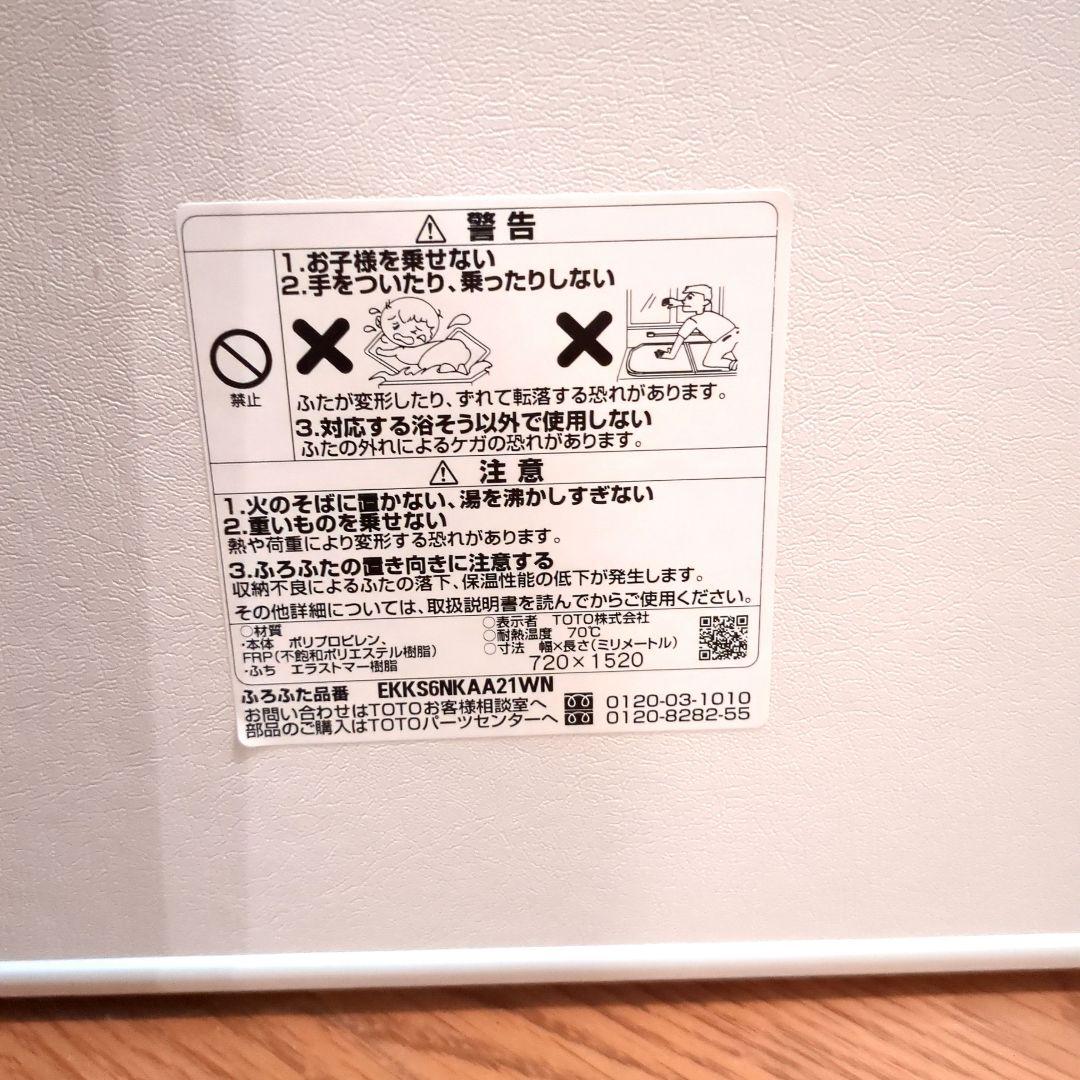 ⚠ 警告
禁止
1.お子様を乗せない
2.手をついたり、乗ったりしない
ふたが変形したり、ずれて転落する恐れがあります。
3.対応する浴そう以外で使用しない
ふたの外れによるケガの恐れがあります。
⚠ 注意
1.火のそばに置かない、湯を沸かしすぎない
2.重いものを乗せない
熱や荷重により変形する恐れがあります。
3.ふろふたの置き向きに注意する
収納不良によるふたの落下、保温性能の低下が発生します。
その他詳細については、取扱説明書を読んでからご使用ください。
○材質
・本体 ポリプロピレン、
FRP(不飽和ポリエステル樹脂)
・ふち エラストマー樹脂
○表示者 TOTO株式会社
○耐熱温度 70℃
○寸法 幅×長さ(ミリメートル)
720×1520
ふろふた品番 EKKS6NKAA21WN
お問い合わせはTOTOお客様相談室へ 0120-03-1010
部品のご購入はTOTOパーツセンターへ 0120-8282-55